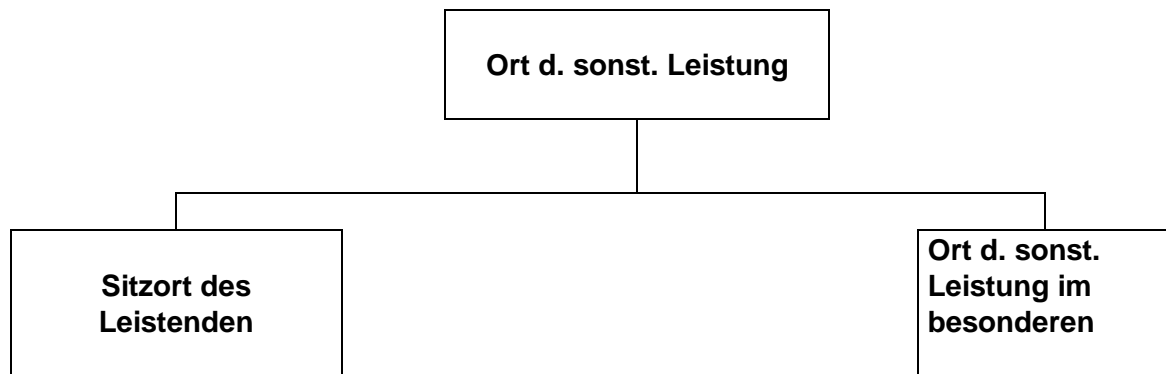 Ort d. sonst. Leistung
Sitzort des
Leistenden
Ort d. sonst.
Leistung im
besonderen